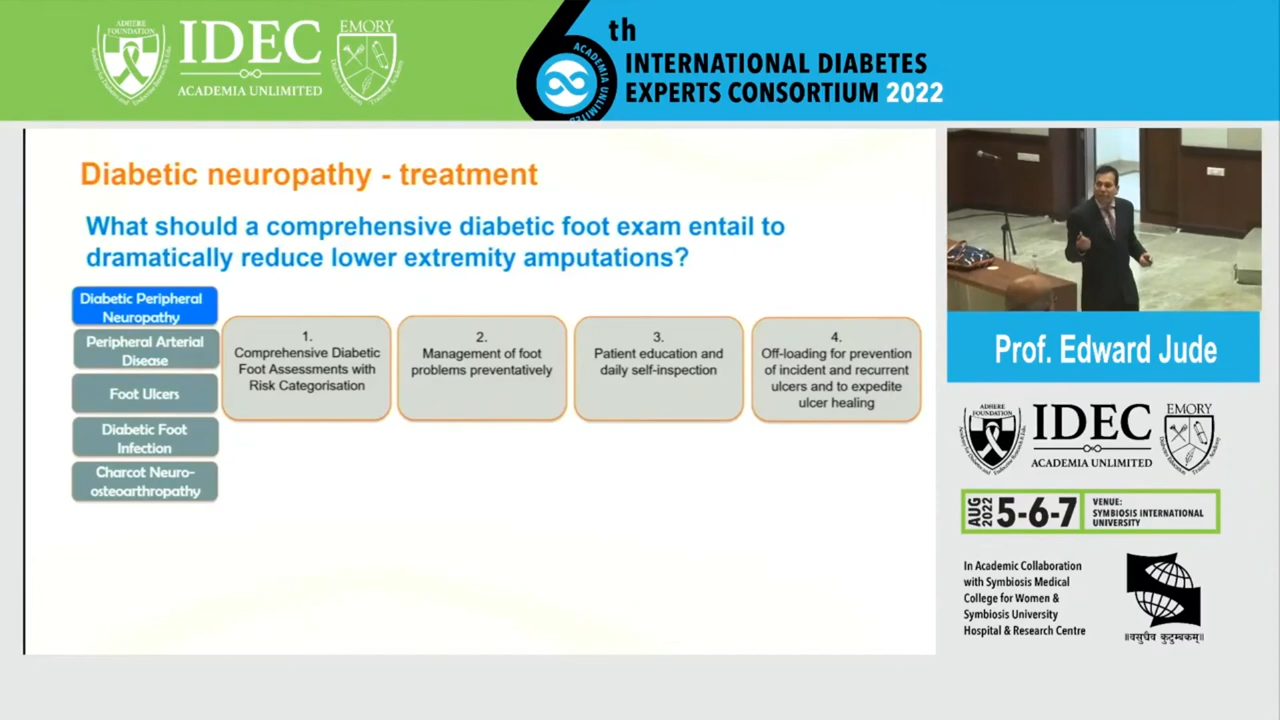 ADHERE
FOUNDATION
IDEC
ACADEMIA UNLIMITED
EMORY
6th
ACADEMIA UNLIMITED
INTERNATIONAL DIABETES
EXPERTS CONSORTIUM 2022
Diabetic neuropathy - treatment
What should a comprehensive diabetic foot exam entail to
dramatically reduce lower extremity amputations?
Diabetic Peripheral
Neuropathy
Peripheral Arterial
Disease
Foot Ulcers
Diabetic Foot
Infection
Charcot Neuro-
osteoarthropathy
1.
Comprehensive Diabetic
Foot Assessments with
Risk Categorisation
2.
Management of foot
problems preventatively
3.
Patient education and
daily self-inspection
4.
Off-loading for prevention
of incident and recurrent
ulcers and to expedite
ulcer healing
Prof. Edward Jude
ADHERE
FOUNDATION
IDEC
ACADEMIA UNLIMITED
EMORY
AUG
2022
5-6-7
VENUE:
SYMBIOSIS INTERNATIONAL
UNIVERSITY
In Academic Collaboration
with Symbiosis Medical
College for Women &
Symbiosis University
Hospital & Research Centre
॥वसुधैव कुटुम्बकम्॥